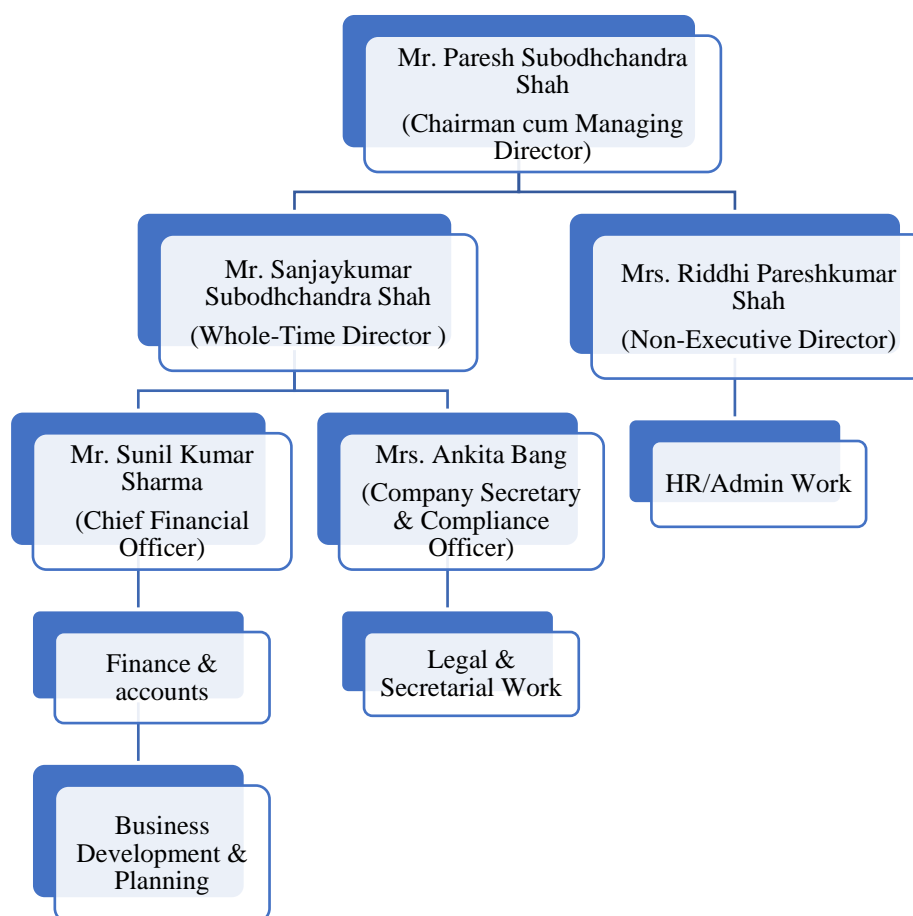 Mr. Paresh Subodhchandra
Shah
(Chairman cum Managing
Director)
Mr. Sanjaykumar
Subodhchandra Shah
(Whole-Time Director )
Mrs. Riddhi Pareshkumar
Shah
(Non-Executive Director)
Mr. Sunil Kumar
Sharma
(Chief Financial
Officer)
Mrs. Ankita Bang
(Company Secretary
& Compliance
Officer)
HR/Admin Work
Finance &
accounts
Legal &
Secretarial Work
Business
Development &
Planning